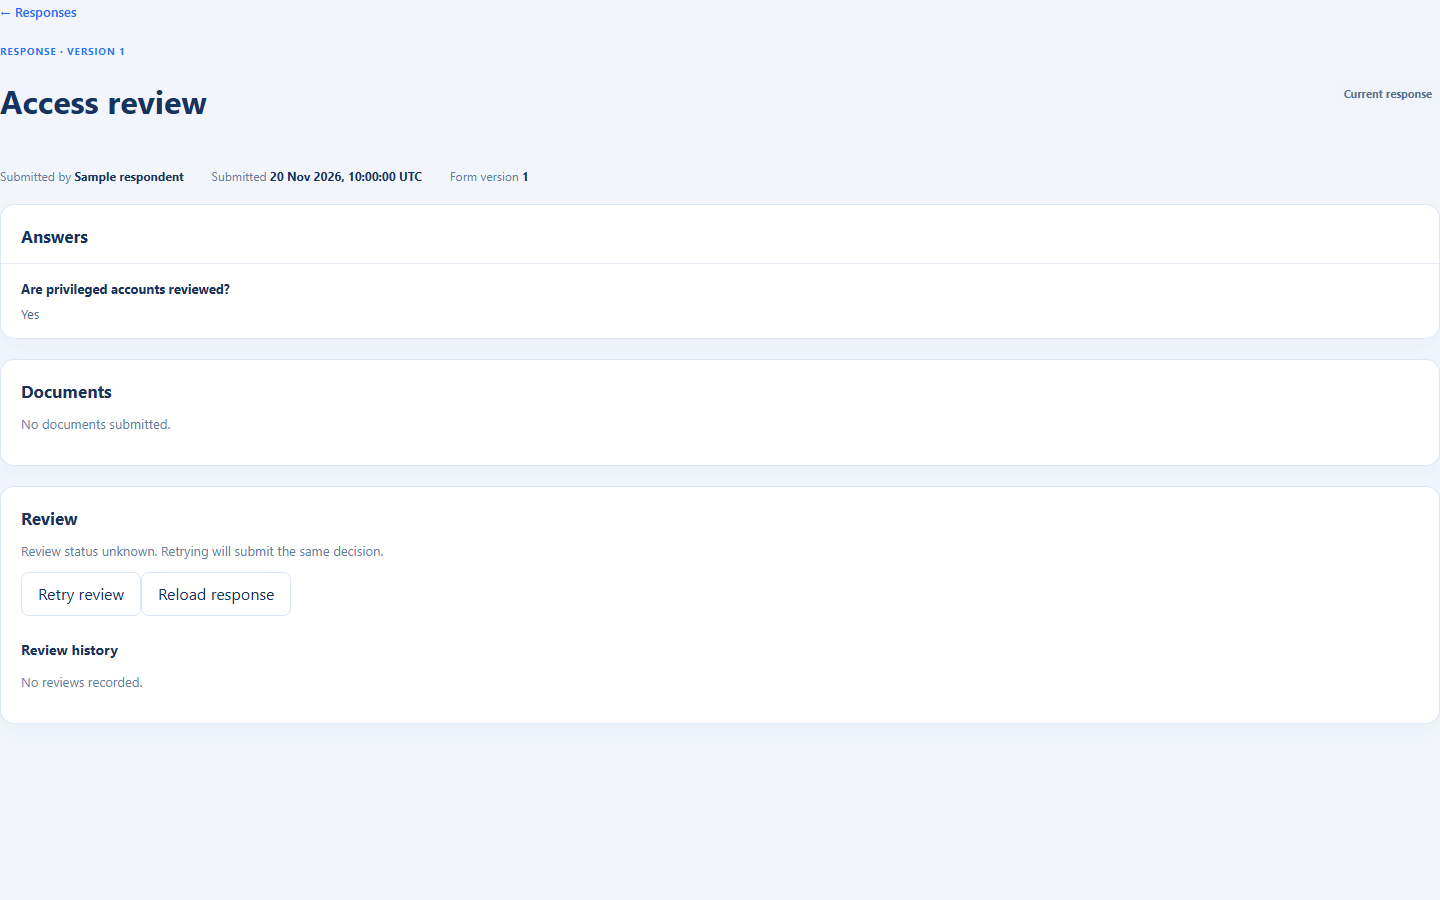 ← Responses
RESPONSE · VERSION 1
Access review
Current response
Submitted by Sample respondent Submitted 20 Nov 2026, 10:00:00 UTC Form version 1
Answers
Are privileged accounts reviewed?
Yes
Documents
No documents submitted.
Review
Review status unknown. Retrying will submit the same decision.
Retry review Reload response
Review history
No reviews recorded.